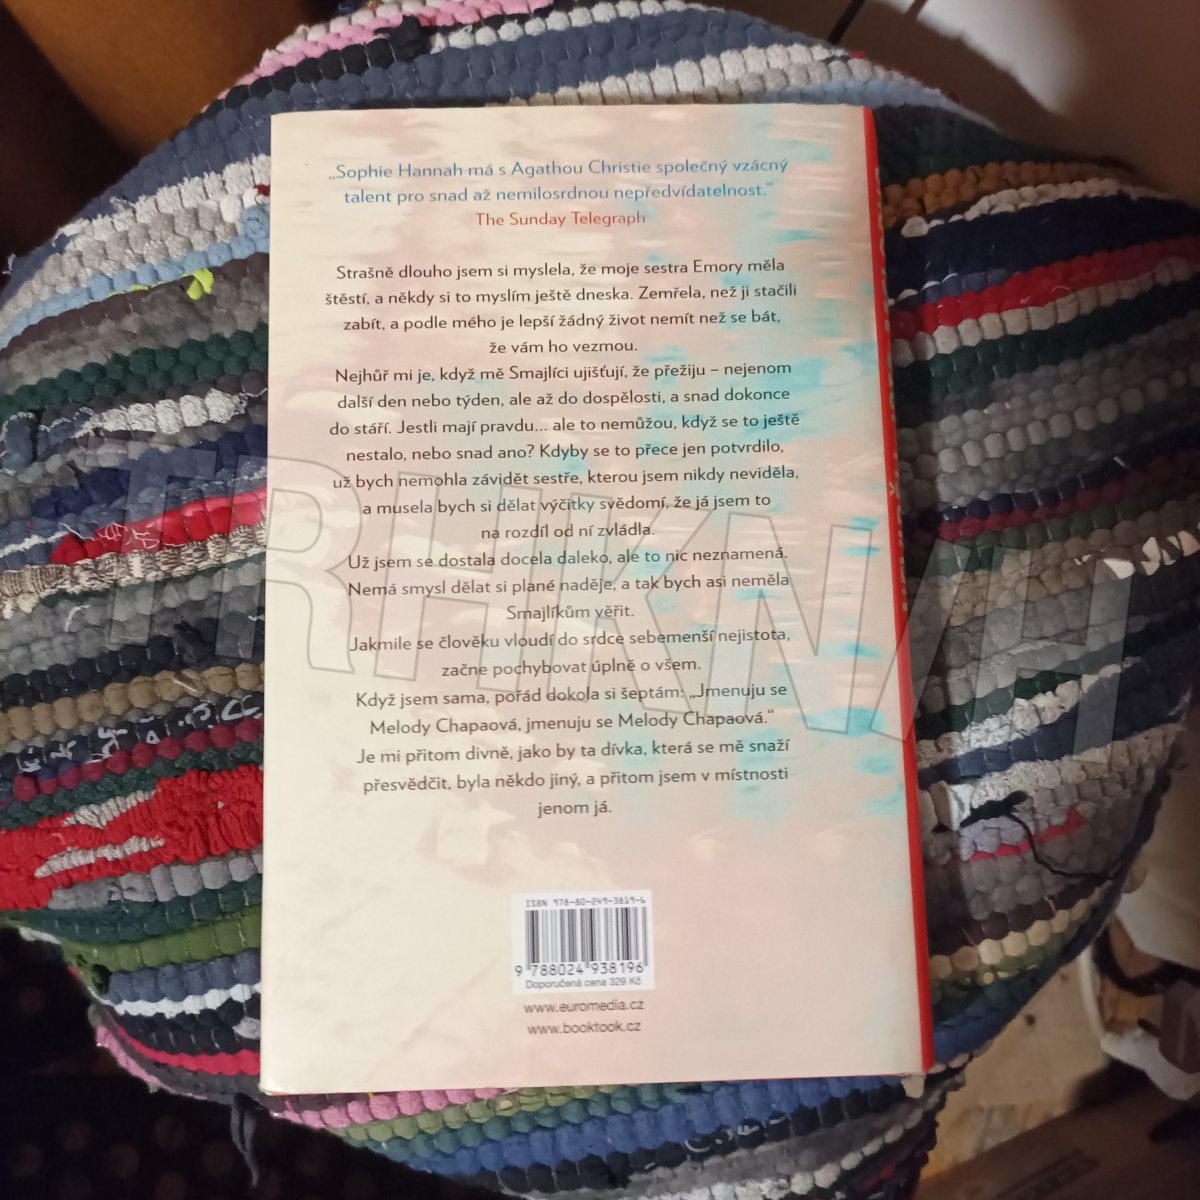 „Sophie Hannah má s Agathou Christie společný vzácný
talent pro snad až nemilosrdnou nepředvídatelnost.“
The Sunday Telegraph
Strašně dlouho jsem si myslela, že moje sestra Emory měla
štěstí, a někdy si to myslím ještě dneska. Zemřela, než ji stačili
zabít, a podle mého je lepší žádný život nemít než se bát,
že vám ho vezmou.
Nejhůř mi je, když mě Smajlíci ujišťují, že přežiju – nejenom
další den nebo týden, ale až do dospělosti, a snad dokonce
do stáří. Jestli mají pravdu... ale to nemůžou, když se to ještě
nestalo, nebo snad ano? Kdyby se to přece jen potvrdilo,
už bych nemohla závidět sestře, kterou jsem nikdy neviděla,
a musela bych si dělat výčitky svědomí, že já jsem to
na rozdíl od ní zvládla.
Už jsem se dostala docela daleko, ale to nic neznamená.
Nemá smysl dělat si plané naděje, a tak bych asi neměla
Smajlíkům věřit.
Jakmile se člověku vloudí do srdce sebemenší nejistota,
začne pochybovat úplně o všem.
Když jsem sama, pořád dokola si šeptám: „Jmenuju se
Melody Chapaová, jmenuju se Melody Chapaová.“
Je mi přitom divně, jako by ta dívka, která se mě snaží
přesvědčit, byla někdo jiný, a přitom jsem v místnosti
jenom já.
ISBN 978-80-249-3819-6
9 788024 938196
Doporučená cena 329 Kč
www.euromedia.cz
www.booktook.cz